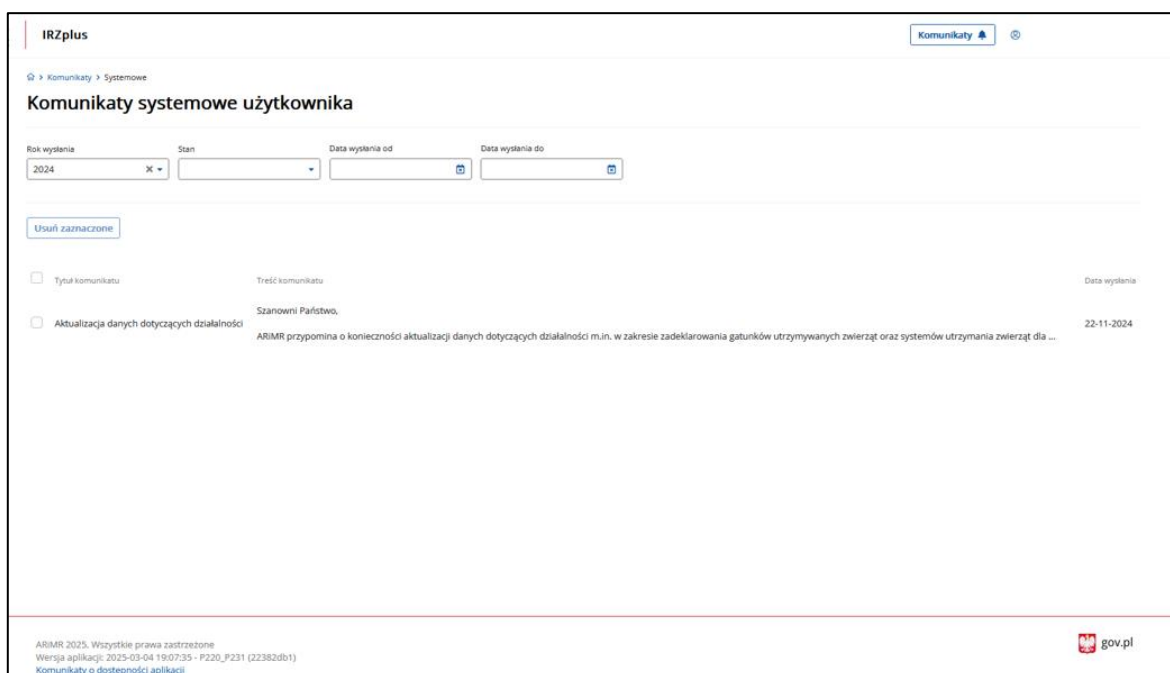 IRZplus
Komunikaty
Komunikaty > Systemowe
Komunikaty systemowe użytkownika
Rok wysłania Stan Data wysłania od Data wysłania do
2024
Usuń zaznaczone
Tytuł komunikatu Treść komunikatu Data wysłania
Szanowni Państwo,
Aktualizacja danych dotyczących działalności 22-11-2024
ARiMR przypomina o konieczności aktualizacji danych dotyczących działalności m.in. w zakresie zadeklarowania gatunków utrzymywanych zwierząt oraz systemów utrzymania zwierząt dla ...
ARiMR 2025. Wszystkie prawa zastrzeżone
gov.pl
Wersja aplikacji: 2025-03-04 19:07:35 - P220_P231 (22382db1)
Komunikaty o dostępności aplikacji